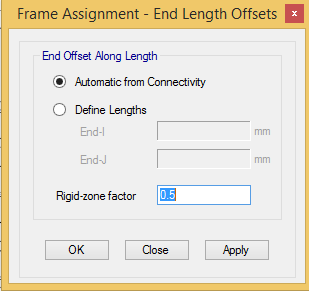 Frame Assignment - End Length Offsets x
End Offset Along Length
Automatic from Connectivity
Define Lengths
End-I mm
End-J mm
Rigid-zone factor 0.5
OK Close Apply